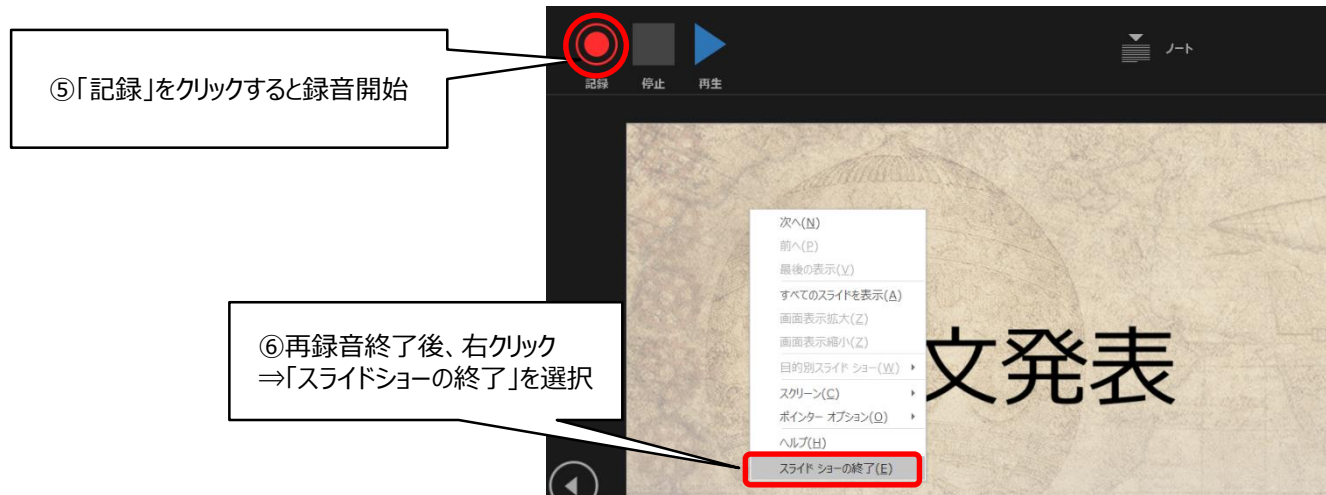 ⑤「記録」をクリックすると録音開始
記録
停止
再生
ノート
次へ(N)
前へ(P)
最後の表示(V)
すべてのスライドを表示(A)
画面表示拡大(Z)
画面表示縮小(Z)
目的別スライド ショー(W)
スクリーン(C)
ポインター オプション(O)
ヘルプ(H)
スライド ショーの終了(E)
文発表
⑥再録音終了後、右クリック
⇒「スライドショーの終了」を選択